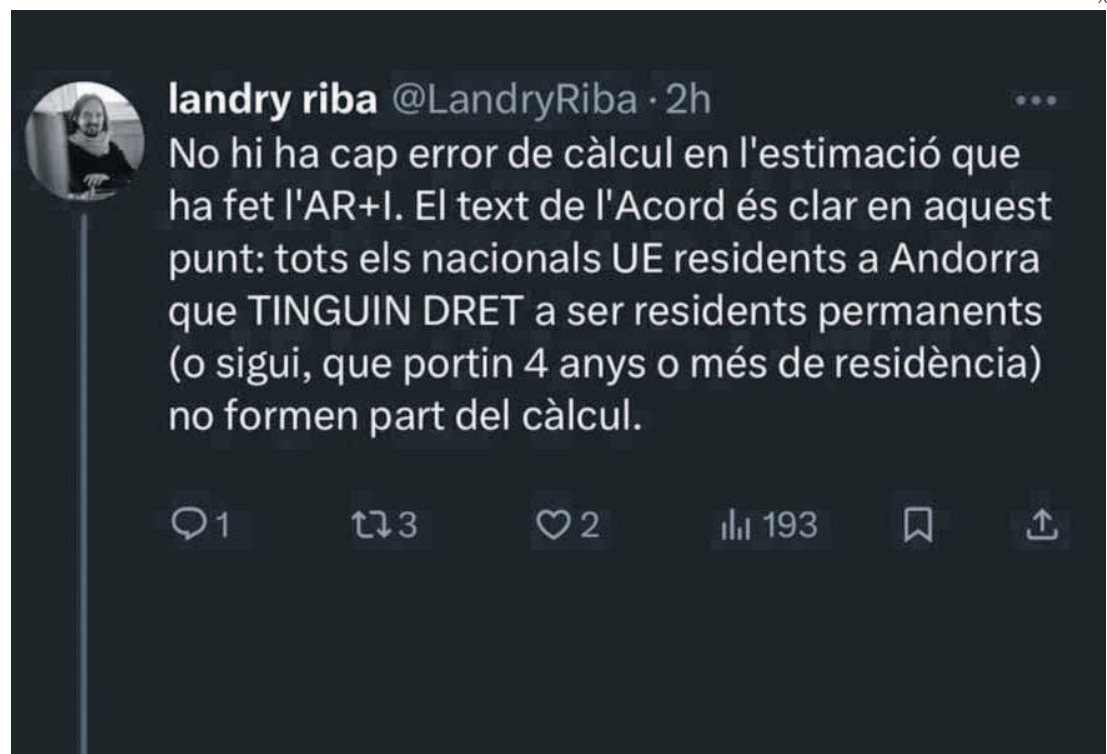 landry riba @LandryRiba · 2h
No hi ha cap error de càlcul en l'estimació que
ha fet l'AR+I. El text de l'Acord és clar en aquest
punt: tots els nacionals UE residents a Andorra
que TINGUIN DRET a ser residents permanents
(o sigui, que portin 4 anys o més de residència)
no formen part del càlcul.
1 3 2 193